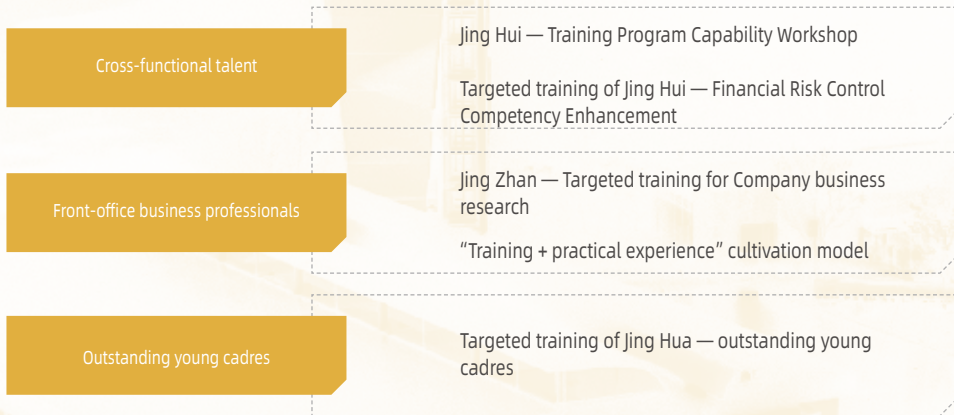 Cross-functional talent
Jing Hui — Training Program Capability Workshop
Targeted training of Jing Hui — Financial Risk Control
Competency Enhancement
Front-office business professionals
Jing Zhan — Targeted training for Company business
research
“Training + practical experience” cultivation model
Outstanding young cadres
Targeted training of Jing Hua — outstanding young
cadres